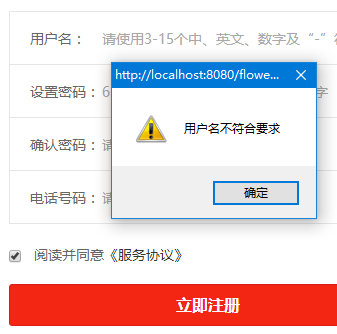 用户名： 请使用3-15个中、英文、数字及“-”
http://localhost:8080/flowe...
用户名不符合要求
确定
设置密码： 6 字
确认密码： 请
电话号码： 请
阅读并同意《服务协议》
立即注册